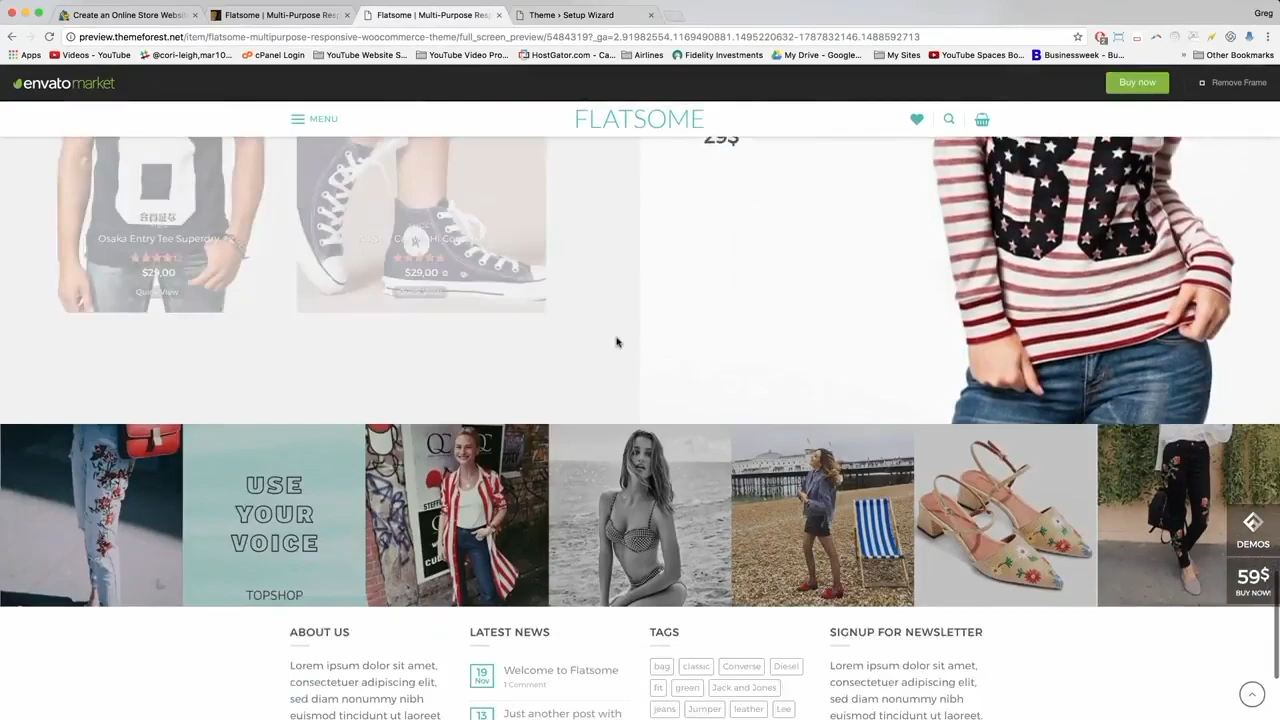 Greg
Create an Online Store Websi
Flatsome | Multi-Purpose Res
Flatsome | Multi-Purpose Res
Theme › Setup Wizard
preview.themeforest.net/item/flatsome-multipurpose-responsive-woocommerce-theme/full_screen_preview/5484319?_ga=2.91982554.1169490881.1495220632-1787832146.1488592713
Apps
Videos - YouTube
@cori-leigh,mar10...
cPanel Login
YouTube Website S...
YouTube Video Pro...
HostGator.com - Ca...
Airlines
Fidelity Investments
My Drive - Google...
My Sites
YouTube Spaces Bo...
Businessweek - Bu...
» Other Bookmarks
envatomarket
Buy now
Remove Frame
MENU
FLATSOME
29$
Osaka Entry Tee Superdry
$29,00
Quick View
$29,00
USE
YOUR
VOICE
TOPSHOP
DEMOS
59$
BUY NOW!
ABOUT US
Lorem ipsum dolor sit amet,
consectetuer adipiscing elit,
sed diam nonummy nibh
euismod tincidunt ut laoreet
LATEST NEWS
19
Nov
Welcome to Flatsome
1 Comment
13
Just another post with
TAGS
bag
classic
Converse
Diesel
fit
green
Jack and Jones
jeans
Jumper
leather
Lee
SIGNUP FOR NEWSLETTER
Lorem ipsum dolor sit amet,
consectetuer adipiscing elit,
sed diam nonummy nibh
euismod tincidunt ut laoreet